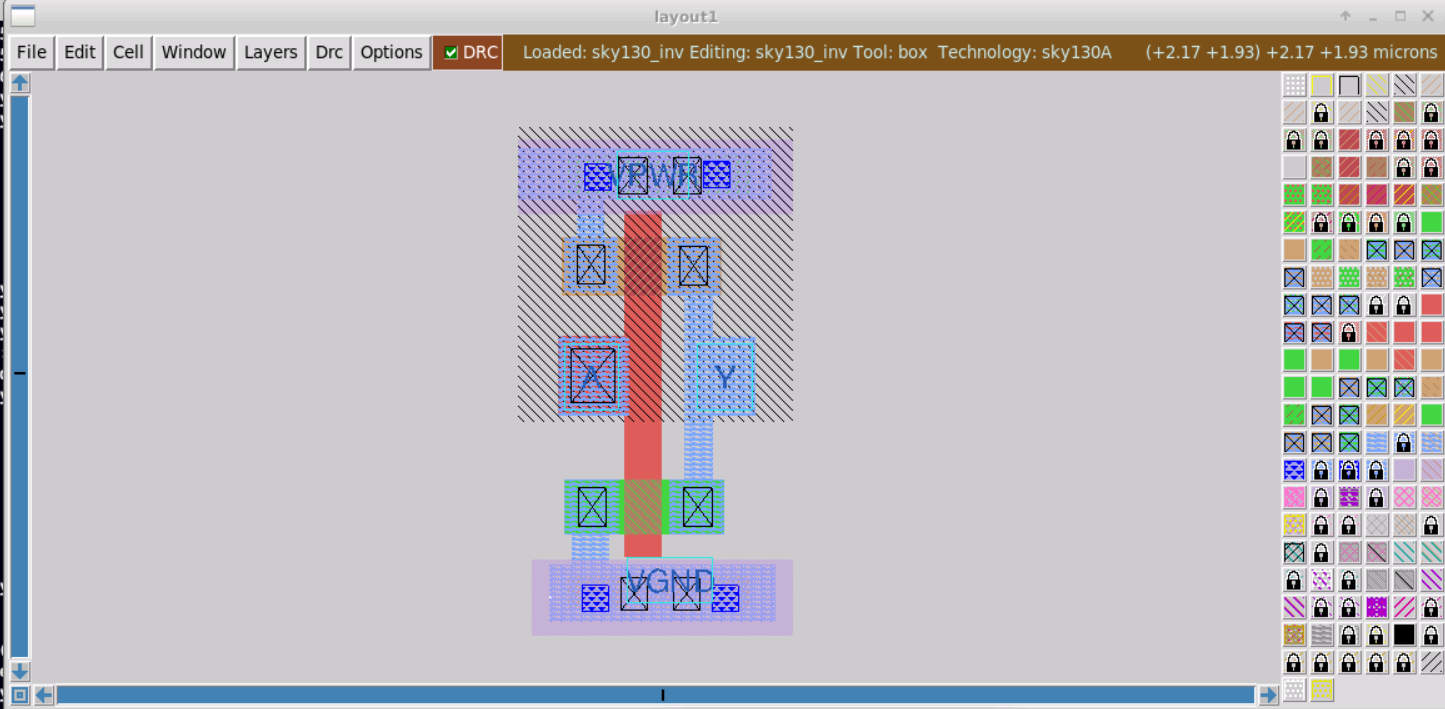 layout1
File Edit Cell Window Layers Drc Options DRC Loaded: sky130_inv Editing: sky130_inv Tool: box Technology: sky130A (+2.17 +1.93) +2.17 +1.93 microns
VPWR
A Y
VGND